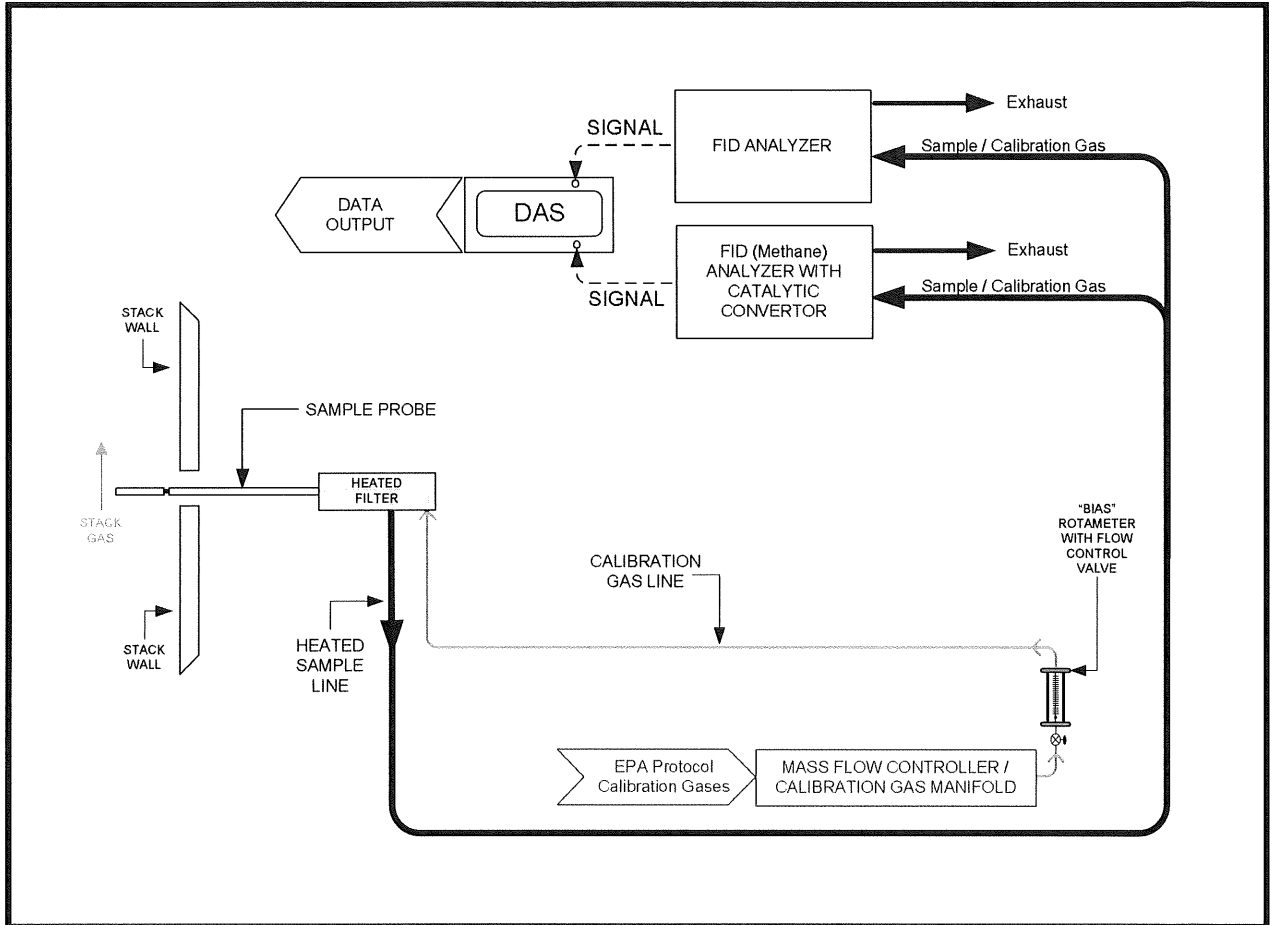 Exhaust
SIGNAL
FID ANALYZER
Sample / Calibration Gas
DATA
OUTPUT
DAS
FID (Methane)
ANALYZER WITH
CATALYTIC
CONVERTOR
Exhaust
Sample / Calibration Gas
SIGNAL
STACK
WALL
SAMPLE PROBE
HEATED
FILTER
STACK
GAS
"BIAS"
ROTAMETER
WITH FLOW
CONTROL
VALVE
CALIBRATION
GAS LINE
STACK
WALL
HEATED
SAMPLE
LINE
EPA Protocol
Calibration Gases
MASS FLOW CONTROLLER /
CALIBRATION GAS MANIFOLD